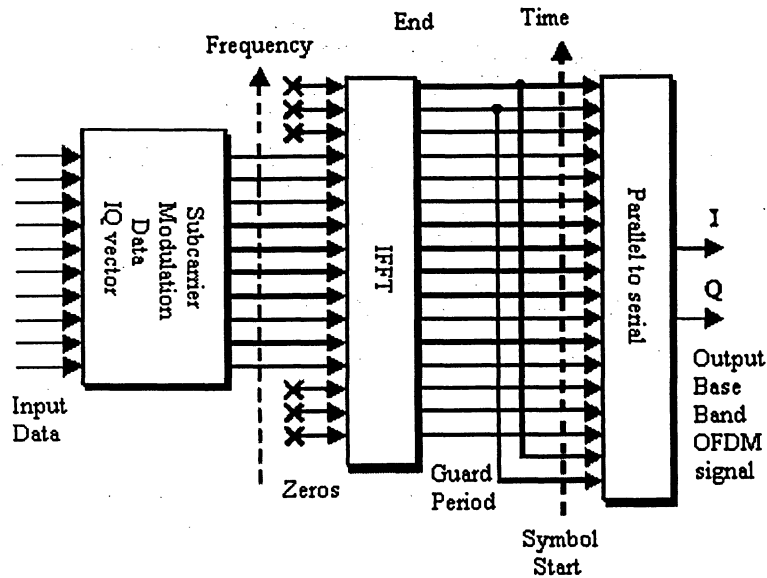 End
Time
Frequency
Subcarrier
Modulation
Data
IQ vector
IFFT
Parallel to serial
I
Q
Input
Data
Zeros
Guard
Period
Symbol
Start
Output
Base
Band
OFDM
signal